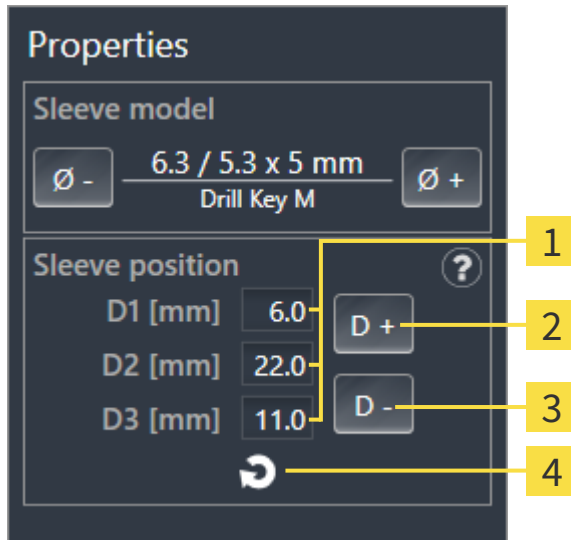 Properties
Sleeve model
Ø -
6.3 / 5.3 x 5 mm
Drill Key M
Ø +
1
Sleeve position
?
D1 [mm] 6.0
D +
2
D2 [mm] 22.0
D -
3
D3 [mm] 11.0
4